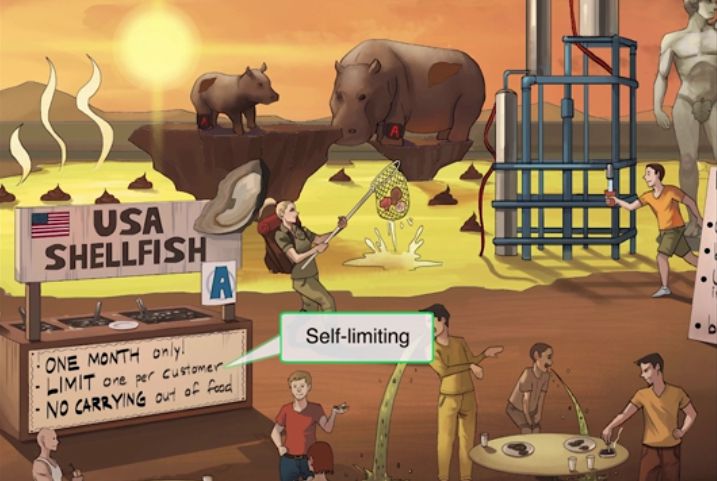 A
A
USA
SHELLFISH
A
Self-limiting
- ONE MONTH only!
- LIMIT one per customer
- NO CARRYING out of food